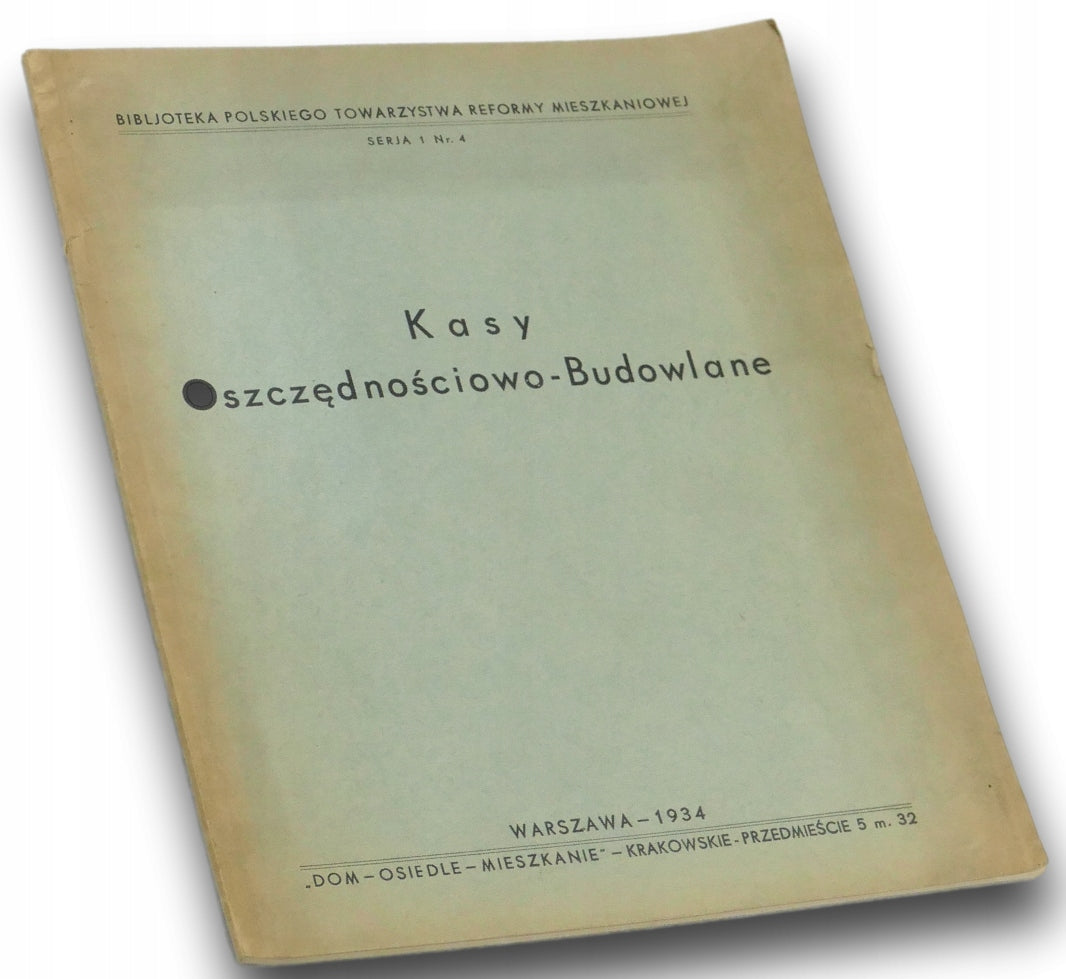 BIBLJOTEKA POLSKIEGO TOWARZYSTWA REFORMY MIESZKANIOWEJ
SERJA 1 Nr. 4
Kasy
Oszczędnościowo-Budowlane
WARSZAWA – 1934
„DOM – OSIEDLE – MIESZKANIE" – KRAKOWSKIE-PRZEDMIEŚCIE 5 m. 32